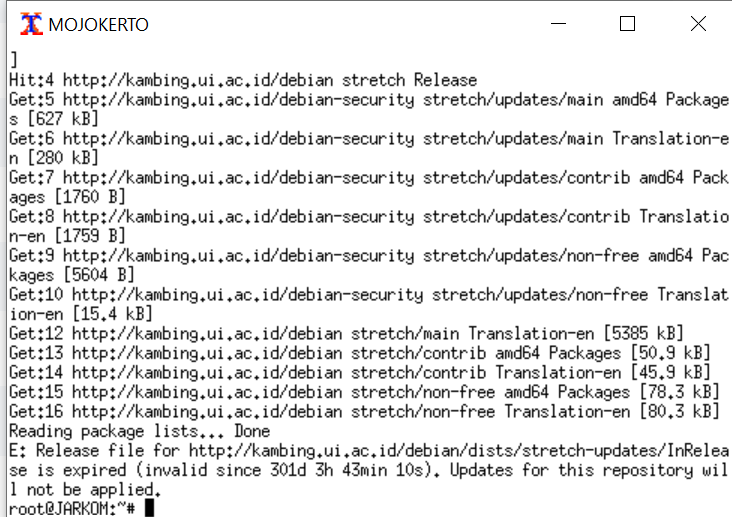 MOJOKERTO
]
Hit:4 http://kambing.ui.ac.id/debian stretch Release
Get:5 http://kambing.ui.ac.id/debian-security stretch/updates/main amd64 Package
s [627 kB]
Get:6 http://kambing.ui.ac.id/debian-security stretch/updates/main Translation-e
n [280 kB]
Get:7 http://kambing.ui.ac.id/debian-security stretch/updates/contrib amd64 Pack
ages [1760 B]
Get:8 http://kambing.ui.ac.id/debian-security stretch/updates/contrib Translatio
n-en [1759 B]
Get:9 http://kambing.ui.ac.id/debian-security stretch/updates/non-free amd64 Pac
kages [5604 B]
Get:10 http://kambing.ui.ac.id/debian-security stretch/updates/non-free Translat
ion-en [15.4 kB]
Get:12 http://kambing.ui.ac.id/debian stretch/main Translation-en [5385 kB]
Get:13 http://kambing.ui.ac.id/debian stretch/contrib amd64 Packages [50.9 kB]
Get:14 http://kambing.ui.ac.id/debian stretch/contrib Translation-en [45.9 kB]
Get:15 http://kambing.ui.ac.id/debian stretch/non-free amd64 Packages [78.3 kB]
Get:16 http://kambing.ui.ac.id/debian stretch/non-free Translation-en [80.3 kB]
Reading package lists... Done
E: Release file for http://kambing.ui.ac.id/debian/dists/stretch-updates/InRelea
se is expired (invalid since 301d 3h 43min 10s). Updates for this repository wil
l not be applied.
root@JARKOM:~#